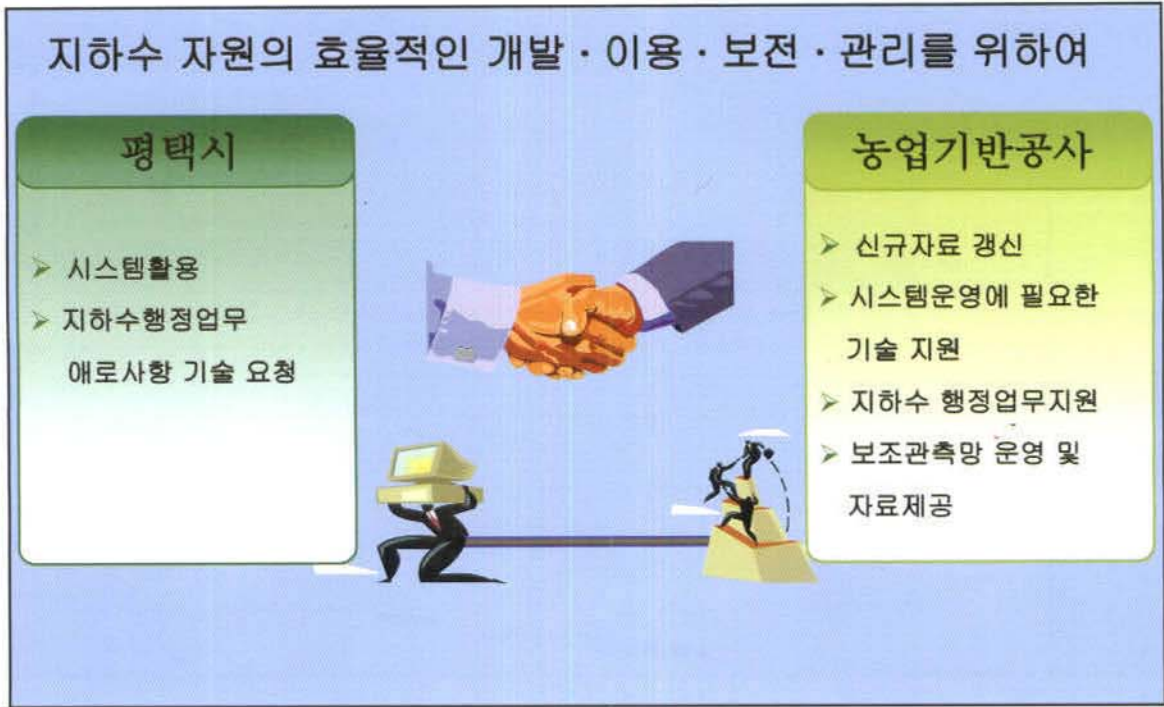 지하수 자원의 효율적인 개발 · 이용 · 보전 · 관리를 위하여
평택시
➢ 시스템활용
➢ 지하수행정업무
애로사항 기술 요청
농업기반공사
➢ 신규자료 갱신
➢ 시스템운영에 필요한
기술 지원
➢ 지하수 행정업무지원
➢ 보조관측망 운영 및
자료제공